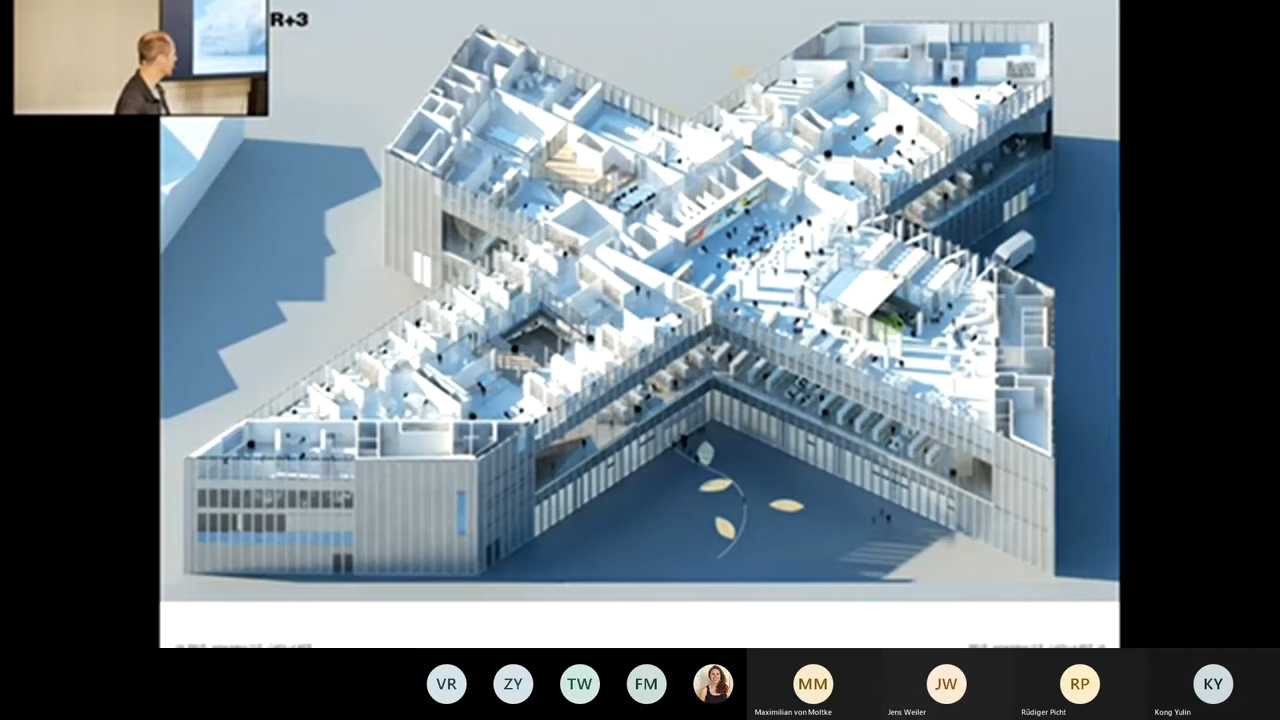 R+3
VR
ZY
TW
FM
MM
JW
RP
KY
Maximilian von Moltke
Jens Weiler
Rüdiger Picht
Kong Yulin